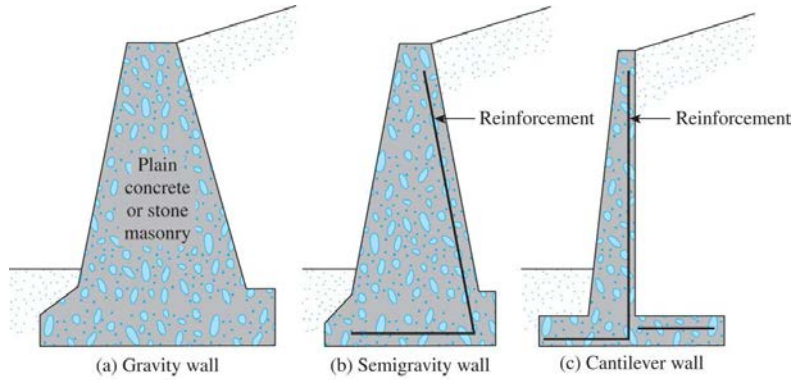 Plain
concrete
or stone
masonry
Reinforcement
Reinforcement
(a) Gravity wall
(b) Semigravity wall
(c) Cantilever wall